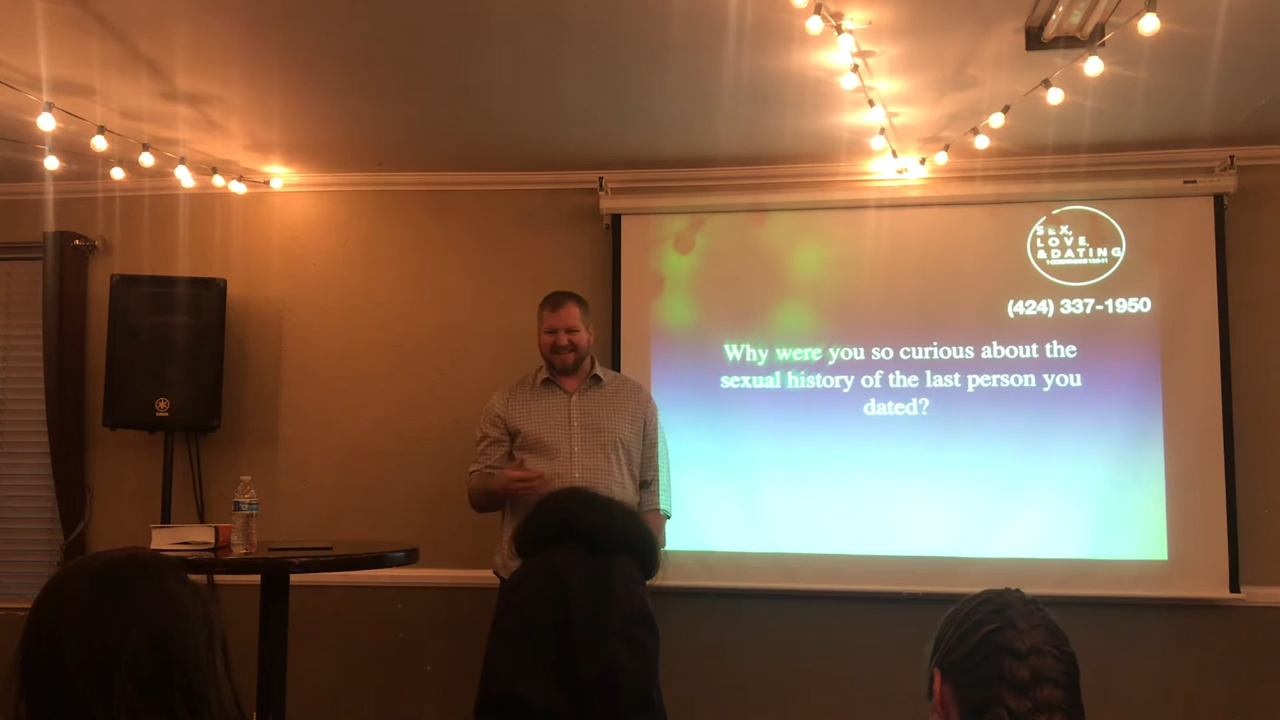 SEX,
LOVE,
&DATING
(424) 337-1950
Why were you so curious about the
sexual history of the last person you
dated?
YAMAHA